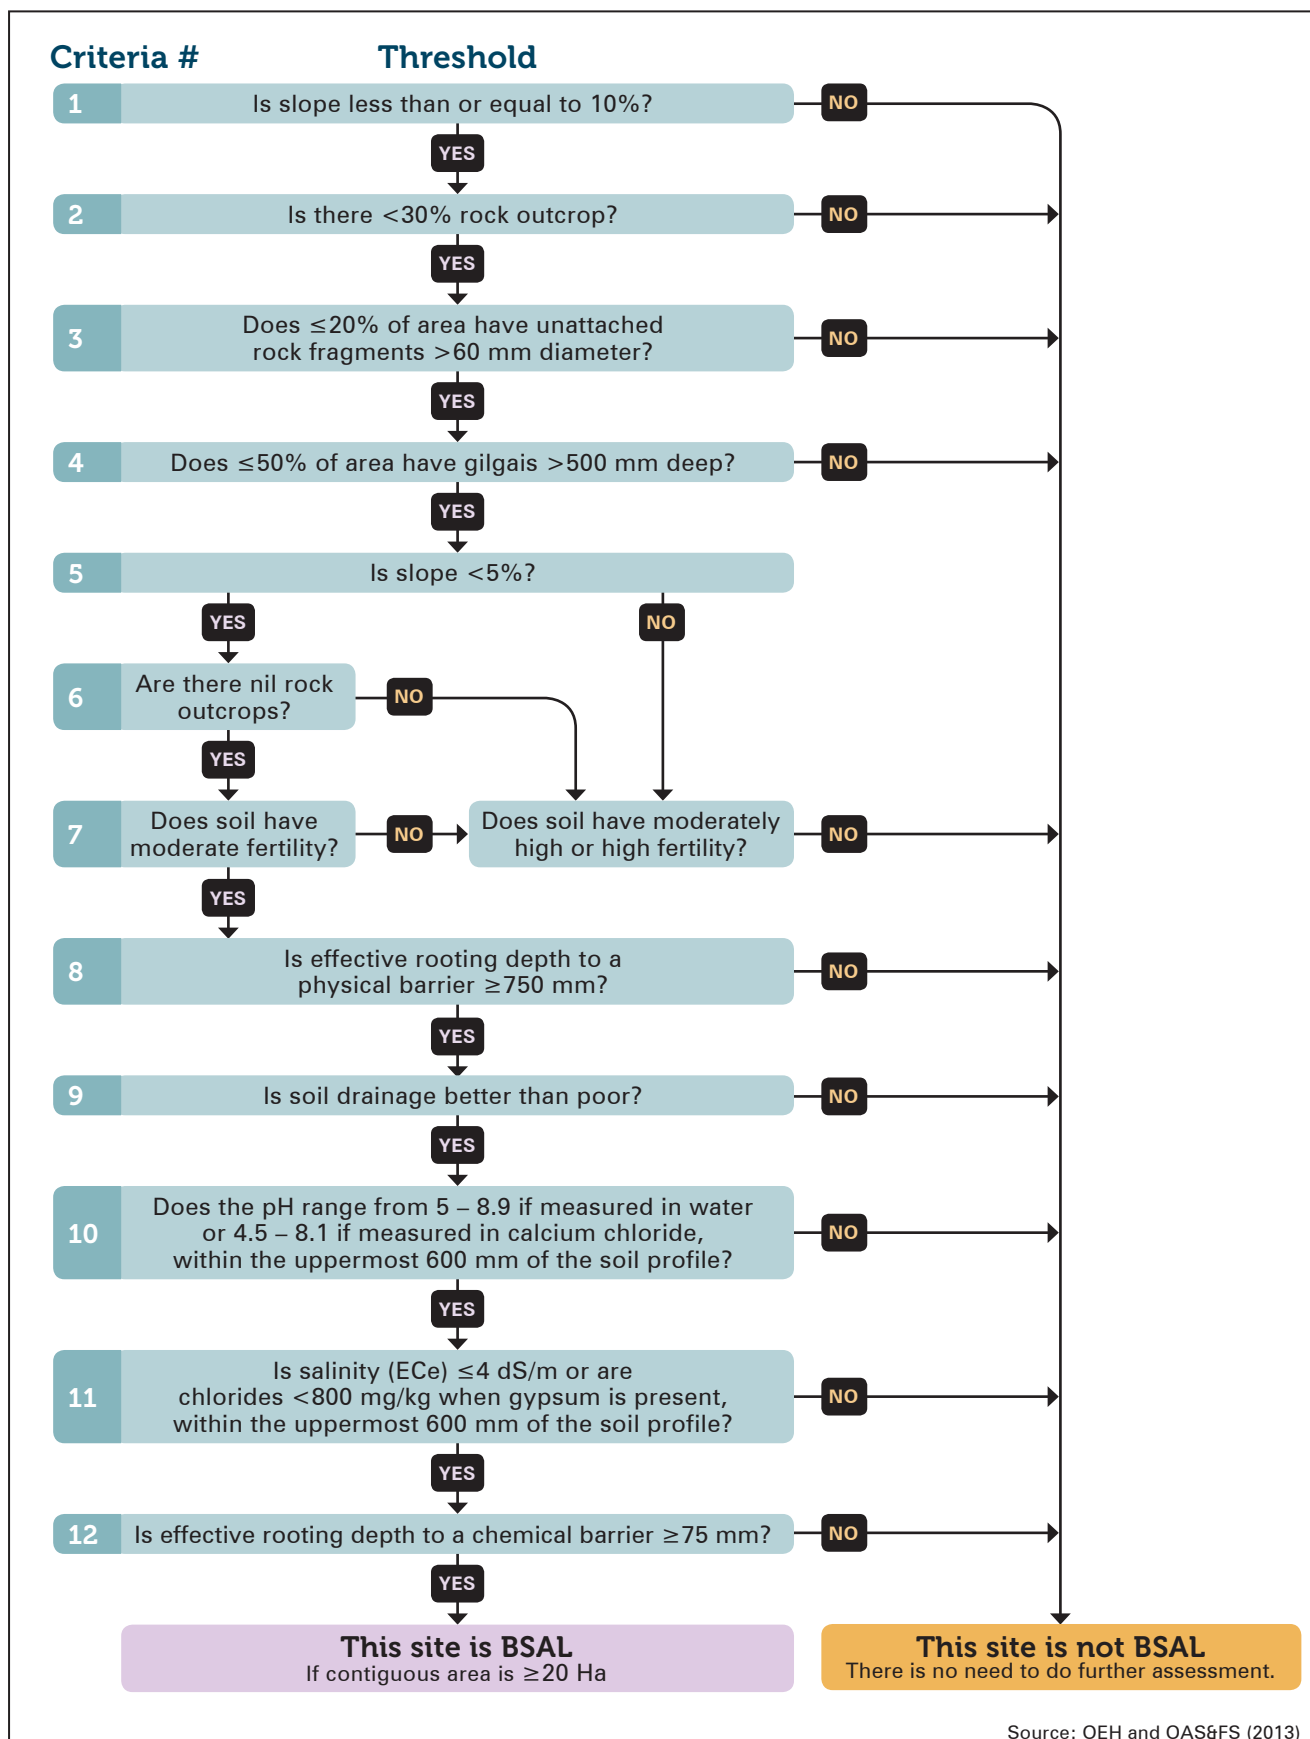 Criteria # Threshold
1 Is slope less than or equal to 10%? NO
YES
2 Is there <30% rock outcrop? NO
YES
3 Does ≤20% of area have unattached
rock fragments >60 mm diameter? NO
YES
4 Does ≤50% of area have gilgais >500 mm deep? NO
YES
5 Is slope <5%?
YES NO
6 Are there nil rock
outcrops? NO
YES
7 Does soil have
moderate fertility? NO
Does soil have moderately
high or high fertility? NO
YES
8 Is effective rooting depth to a
physical barrier ≥750 mm? NO
YES
9 Is soil drainage better than poor? NO
YES
10 Does the pH range from 5 – 8.9 if measured in water
or 4.5 – 8.1 if measured in calcium chloride,
within the uppermost 600 mm of the soil profile? NO
YES
11 Is salinity (ECe) ≤4 dS/m or are
chlorides <800 mg/kg when gypsum is present,
within the uppermost 600 mm of the soil profile? NO
YES
12 Is effective rooting depth to a chemical barrier ≥75 mm? NO
YES
This site is BSAL
If contiguous area is ≥20 Ha
This site is not BSAL
There is no need to do further assessment.
Source: OEH and OAS&FS (2013)